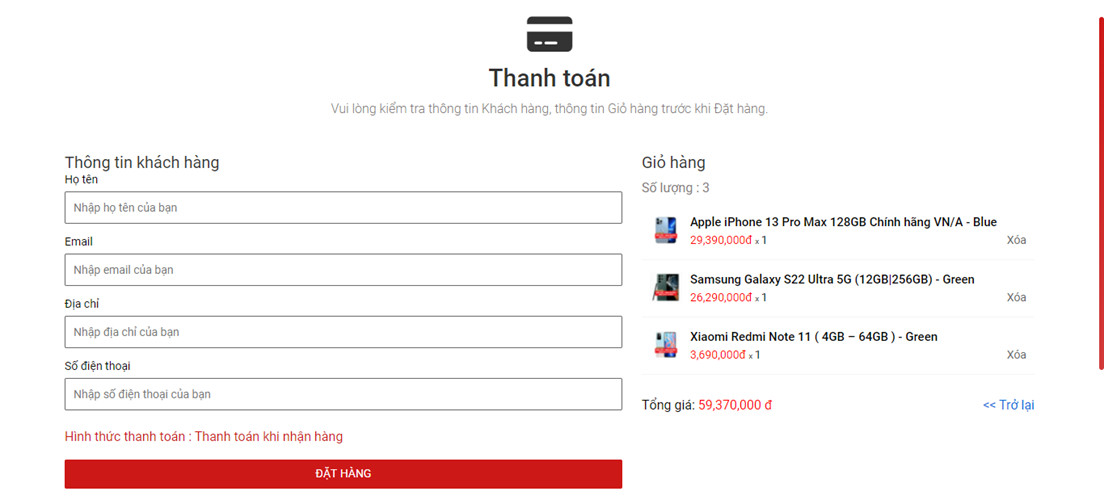 Thanh toán
Vui lòng kiểm tra thông tin Khách hàng, thông tin Giỏ hàng trước khi Đặt hàng.
Thông tin khách hàng
Họ tên
Nhập họ tên của bạn
Email
Nhập email của bạn
Địa chỉ
Nhập địa chỉ của bạn
Số điện thoại
Nhập số điện thoại của bạn
Hình thức thanh toán : Thanh toán khi nhận hàng
ĐẶT HÀNG
Giỏ hàng
Số lượng : 3
Apple iPhone 13 Pro Max 128GB Chính hãng VN/A - Blue
29,390,000đ x 1 Xóa
Samsung Galaxy S22 Ultra 5G (12GB|256GB) - Green
26,290,000đ x 1 Xóa
Xiaomi Redmi Note 11 ( 4GB – 64GB ) - Green
3,690,000đ x 1 Xóa
Tổng giá: 59,370,000 đ << Trở lại